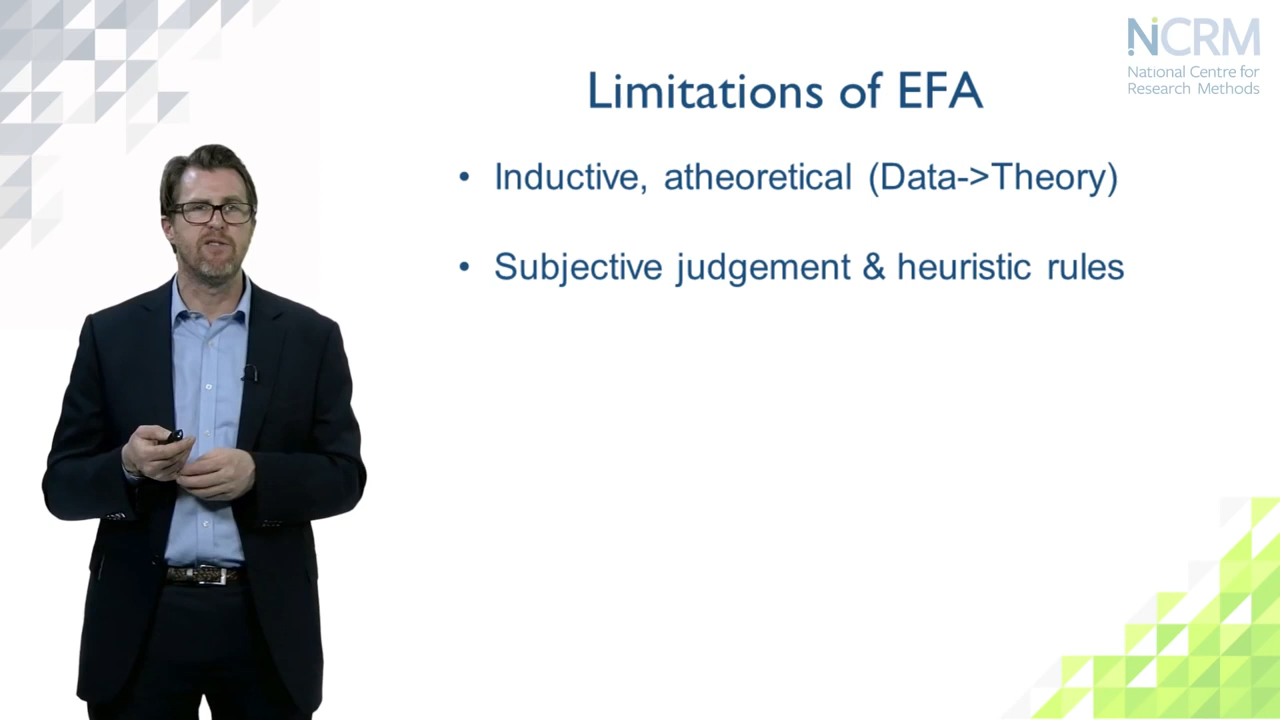 NCRM
National Centre for
Research Methods
Limitations of EFA
• Inductive, atheoretical (Data->Theory)
• Subjective judgement & heuristic rules